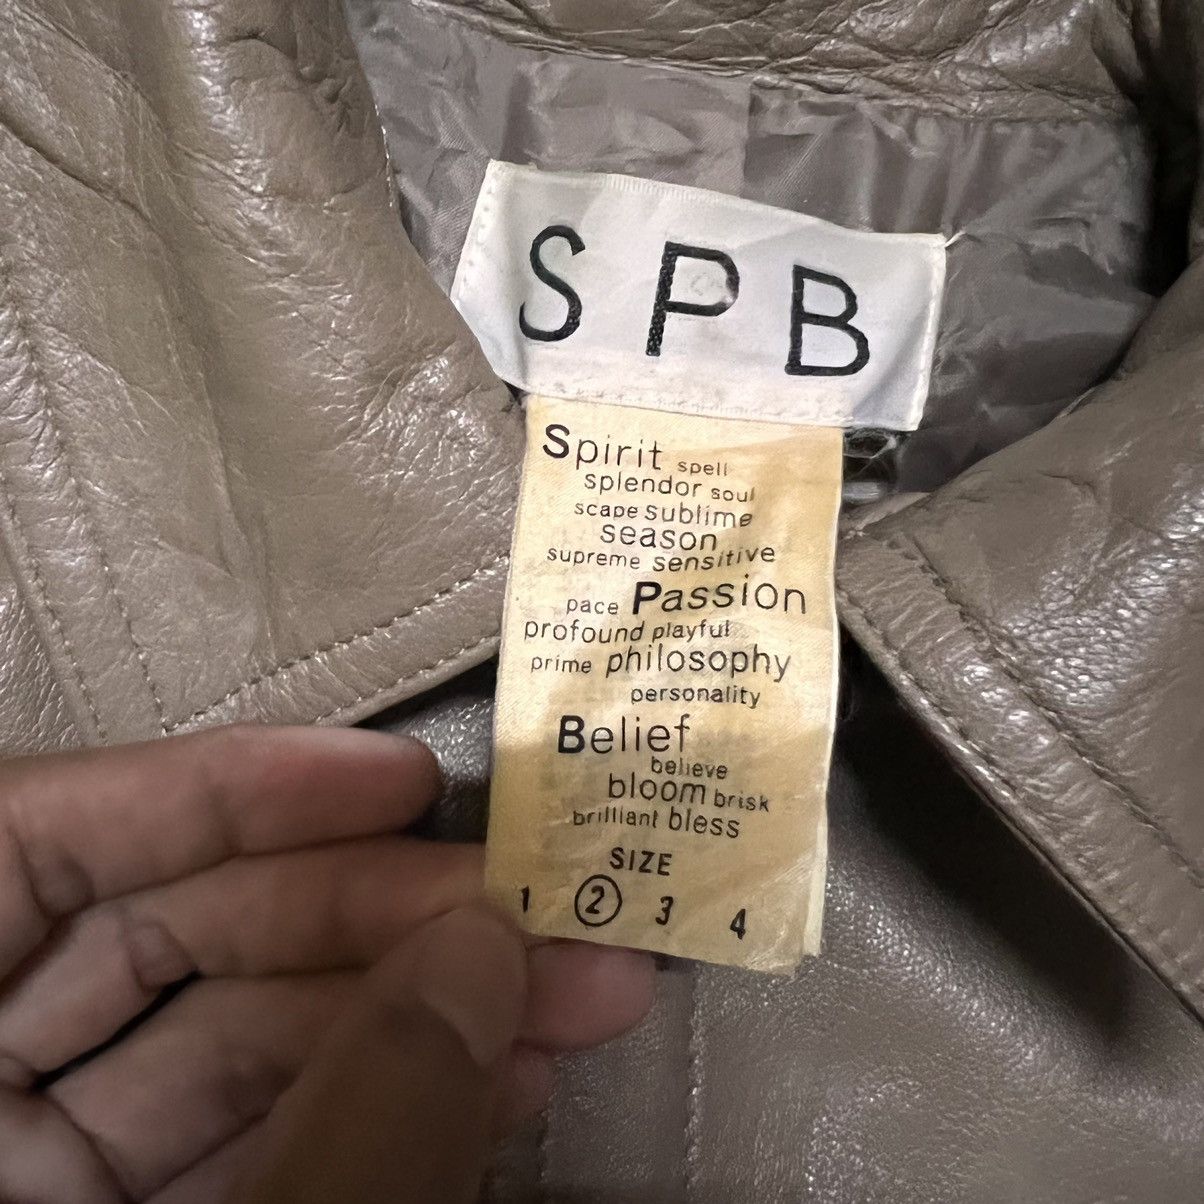 SPB
Spirit spell
splendor soul
scape sublime
season
supreme sensitive
pace Passion
profound playful
prime philosophy
personality
Belief
believe
bloom brisk
brilliant bless
SIZE
1 2 3 4